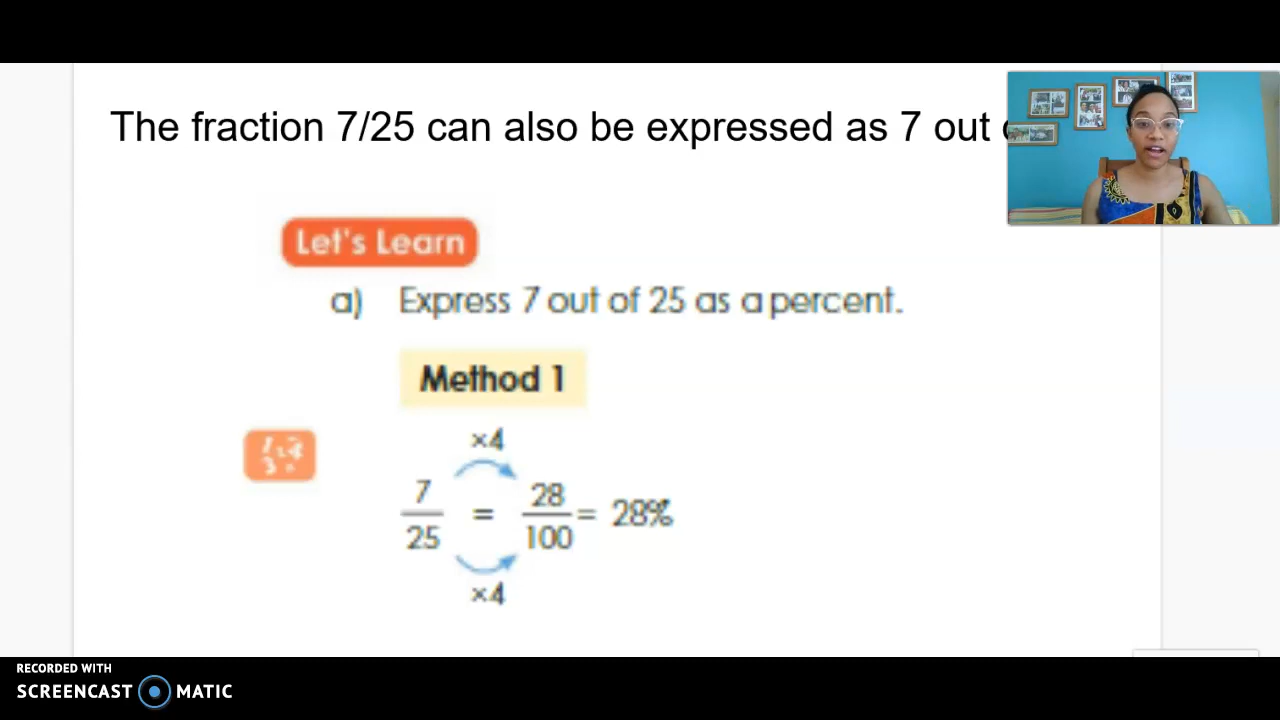 The fraction 7/25 can also be expressed as 7 out
Let's Learn
a) Express 7 out of 25 as a percent.
Method 1
×4
7/25 = 28/100 = 28%
×4
RECORDED WITH
SCREENCAST MATIC